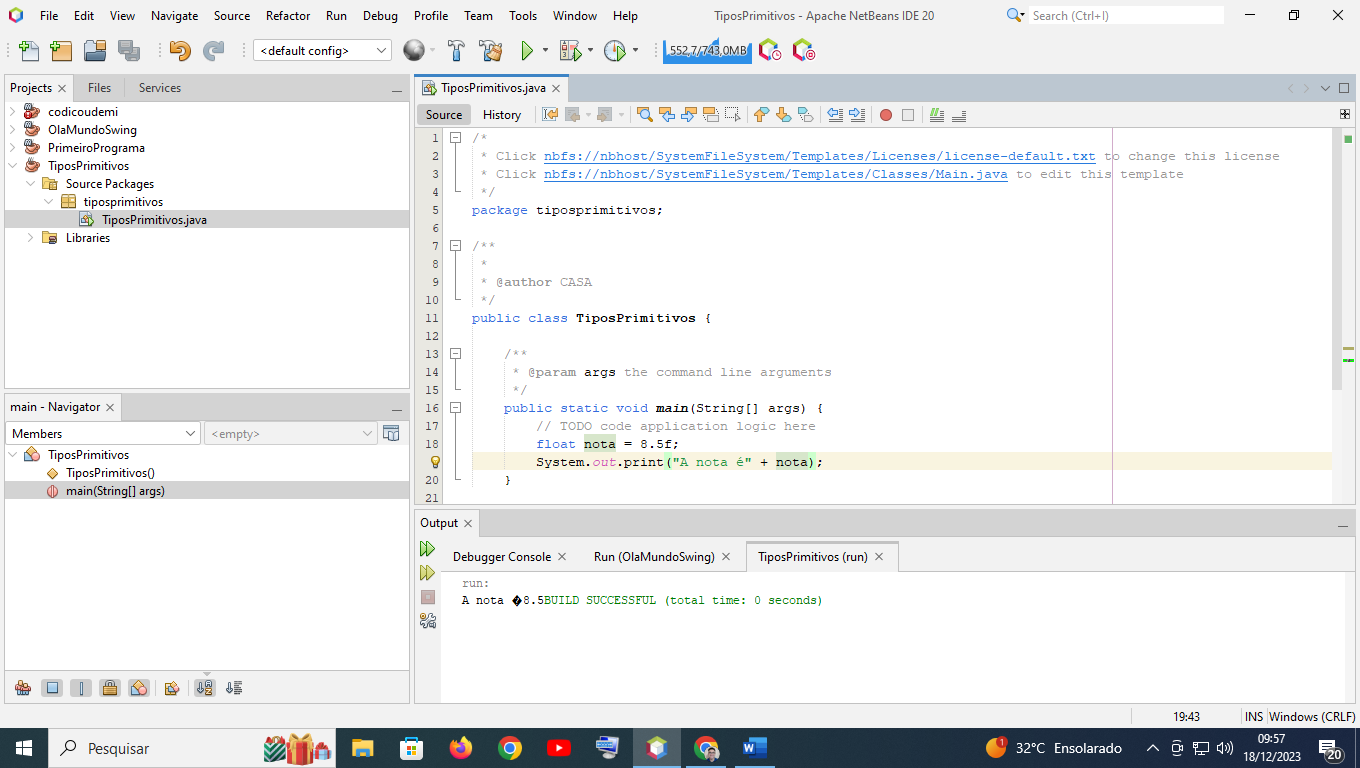 File Edit View Navigate Source Refactor Run Debug Profile Team Tools Window Help TiposPrimitivos - Apache NetBeans IDE 20 Search (Ctrl+I)
<default config> 552,7/743,0MB
Projects Files Services
codicoudemi
OlaMundoSwing
PrimeiroPrograma
TiposPrimitivos
Source Packages
tiposprimitivos
TiposPrimitivos.java
Libraries
main - Navigator
Members <empty>
TiposPrimitivos
TiposPrimitivos()
main(String[] args)
TiposPrimitivos.java
Source History
1 /*
2 * Click nbfs://nbhost/SystemFileSystem/Templates/Licenses/license-default.txt to change this license
3 * Click nbfs://nbhost/SystemFileSystem/Templates/Classes/Main.java to edit this template
4 */
5 package tiposprimitivos;
6
7 /**
8 *
9 * @author CASA
10 */
11 public class TiposPrimitivos {
12
13 /**
14 * @param args the command line arguments
15 */
16 public static void main(String[] args) {
17 // TODO code application logic here
18 float nota = 8.5f;
System.out.print("A nota é" + nota);
20 }
21
Output
Debugger Console Run (OlaMundoSwing) TiposPrimitivos (run)
run:
A nota �8.5BUILD SUCCESSFUL (total time: 0 seconds)
19:43 INS Windows (CRLF)
Pesquisar 1 32°C Ensolarado 09:57
18/12/2023 20